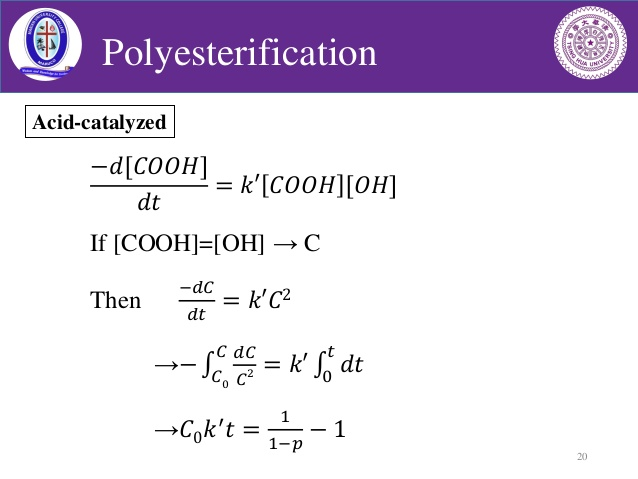 Polyesterification
Acid-catalyzed
−d[COOH]/dt = k′[COOH][OH]
If [COOH]=[OH] → C
Then −dC/dt = k′C²
→− ∫_{C₀}^{C} dC/C² = k′ ∫₀ᵗ dt
→C₀k′t = 1/(1−p) − 1
20